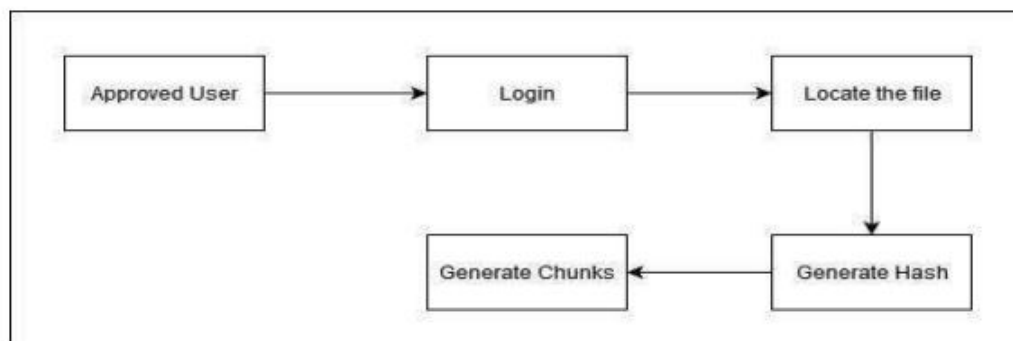 Approved User
Login
Locate the file
Generate Hash
Generate Chunks